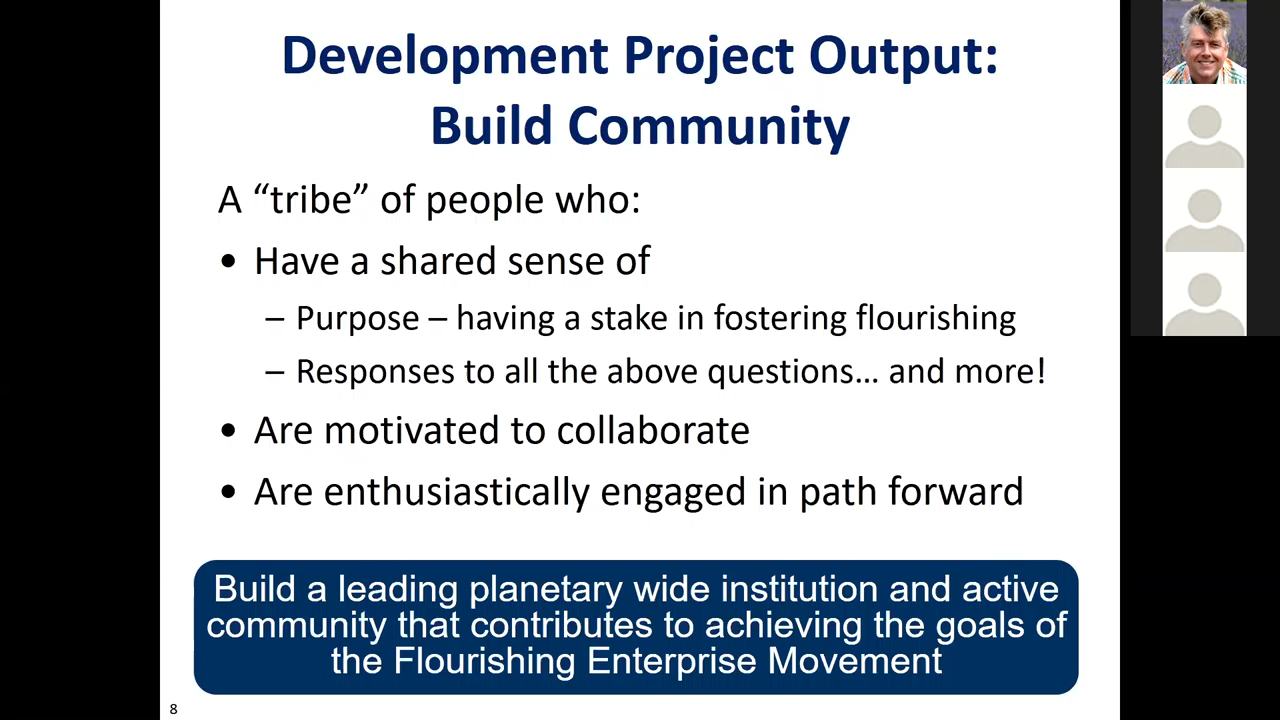 Development Project Output:
Build Community
A “tribe” of people who:
• Have a shared sense of
– Purpose – having a stake in fostering flourishing
– Responses to all the above questions… and more!
• Are motivated to collaborate
• Are enthusiastically engaged in path forward
Build a leading planetary wide institution and active
community that contributes to achieving the goals of
the Flourishing Enterprise Movement
8